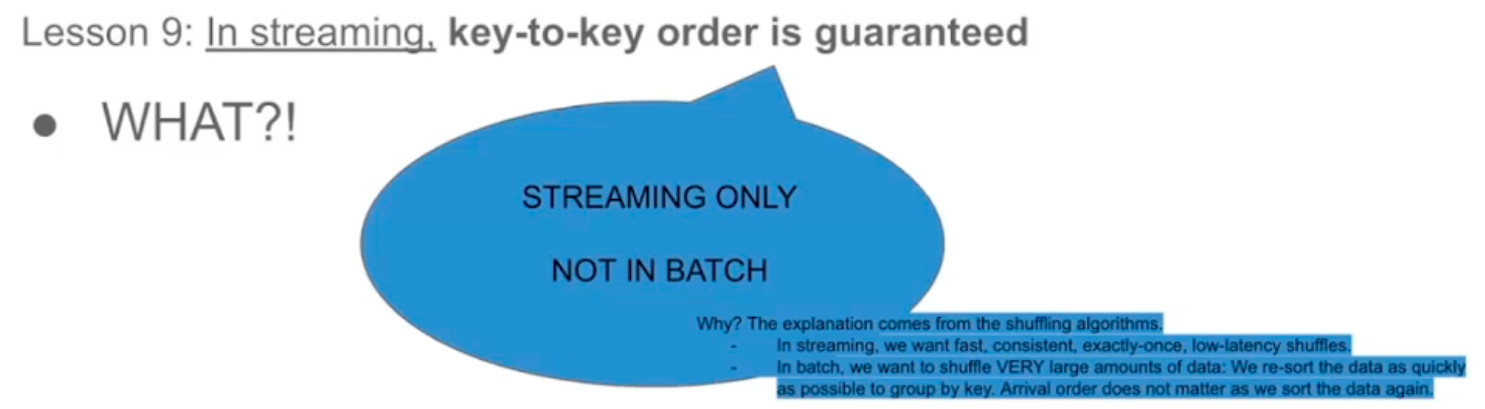 Lesson 9: In streaming, key-to-key order is guaranteed
● WHAT?!
STREAMING ONLY
NOT IN BATCH
Why? The explanation comes from the shuffling algorithms.
- In streaming, we want fast, consistent, exactly-once, low-latency shuffles.
- In batch, we want to shuffle VERY large amounts of data: We re-sort the data as quickly
as possible to group by key. Arrival order does not matter as we sort the data again.